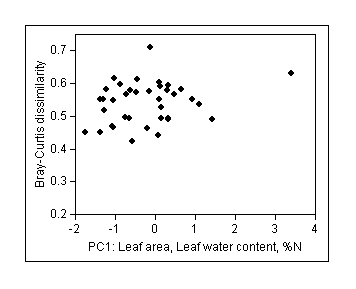 Bray-Curtis dissimilarity
0.7
0.6
0.5
0.4
0.3
0.2
-2 -1 0 1 2 3 4
PC1: Leaf area, Leaf water content, %N